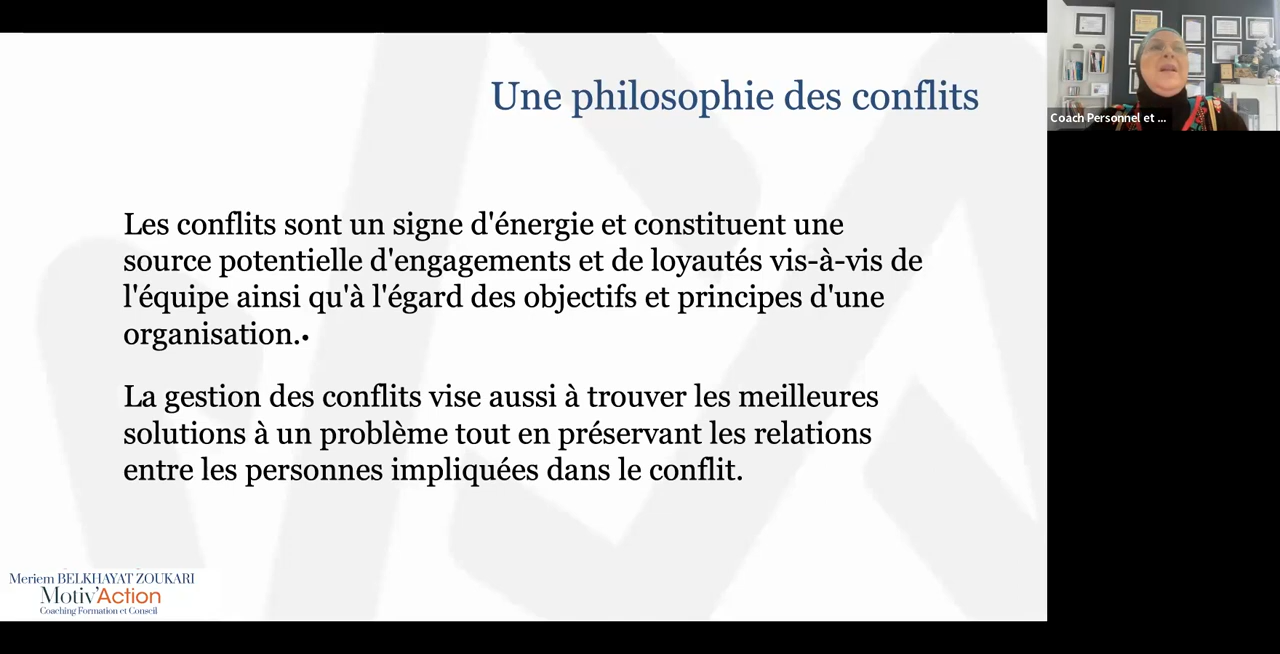 Une philosophie des conflits
Coach Personnel et ...
Les conflits sont un signe d'énergie et constituent une
source potentielle d'engagements et de loyautés vis-à-vis de
l'équipe ainsi qu'à l'égard des objectifs et principes d'une
organisation.•
La gestion des conflits vise aussi à trouver les meilleures
solutions à un problème tout en préservant les relations
entre les personnes impliquées dans le conflit.
Meriem BELKHAYAT ZOUKARI
Motiv'Action
Coaching Formation et Conseil